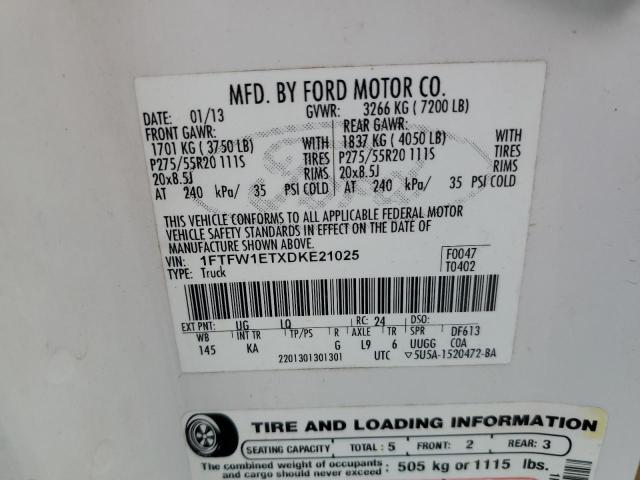 MFD. BY FORD MOTOR CO.
DATE: 01/13 GVWR: 3266 KG ( 7200 LB)
FRONT GAWR: REAR GAWR:
1701 KG ( 3750 LB) WITH 1837 KG ( 4050 LB) WITH
P275/55R20 111S TIRES P275/55R20 111S TIRES
20x8.5J RIMS 20x8.5J RIMS
AT 240 kPa/ 35 PSI COLD AT 240 kPa/ 35 PSI COLD
THIS VEHICLE CONFORMS TO ALL APPLICABLE FEDERAL MOTOR
VEHICLE SAFETY STANDARDS IN EFFECT ON THE DATE OF
MANUFACTURE SHOWN ABOVE.
VIN: 1FTFW1ETXDKE21025 F0047
TYPE: Truck T0402
EXT PNT: UG LQ RC: 24 DSO:
WB INT TR TP/PS R AXLE TR SPR DF613
145 KA G L9 6 UUGG COA
2201301301301 UTC ▽5U5A-1520472-BA
TIRE AND LOADING INFORMATION
SEATING CAPACITY TOTAL: 5 FRONT: 2 REAR: 3
The combined weight of occupants
and cargo should never exceed: 505 kg or 1115 lbs.